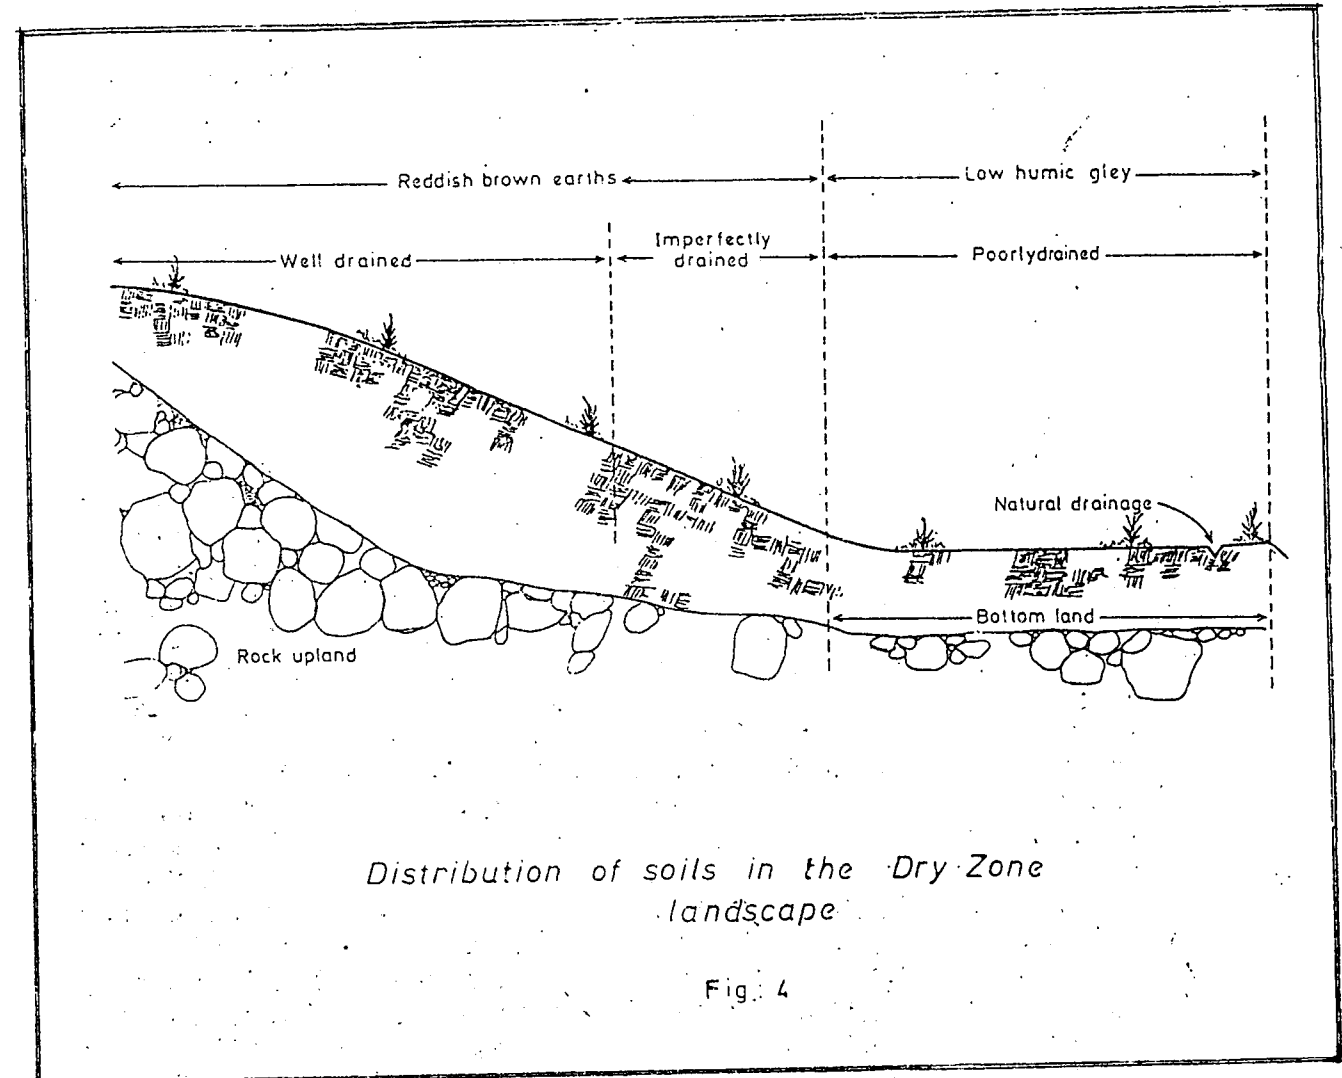 Reddish brown earths
Low humic gley
Well drained
Imperfectly
drained
Poorlydrained
Natural drainage
Bottom land
Rock upland
Distribution of soils in the Dry Zone
landscape
Fig. 4